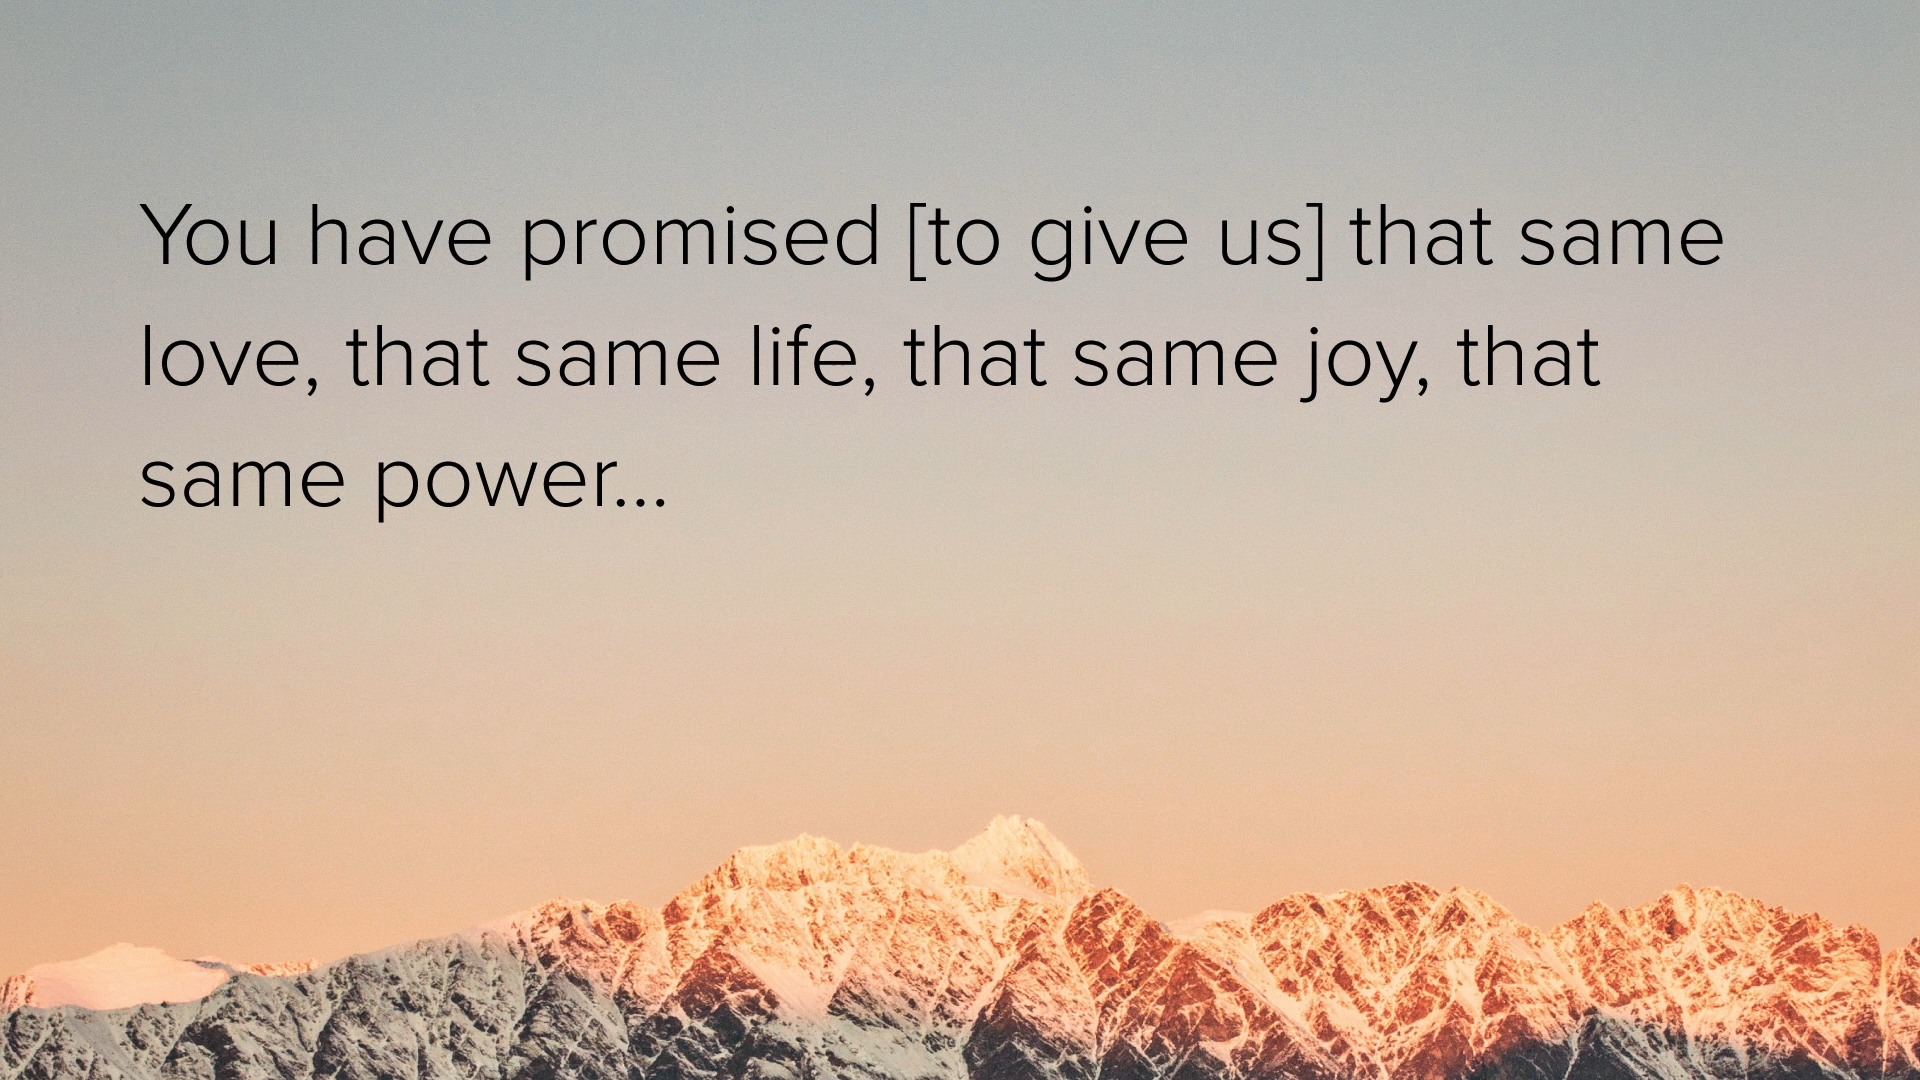 You have promised [to give us] that same
love, that same life, that same joy, that
same power...